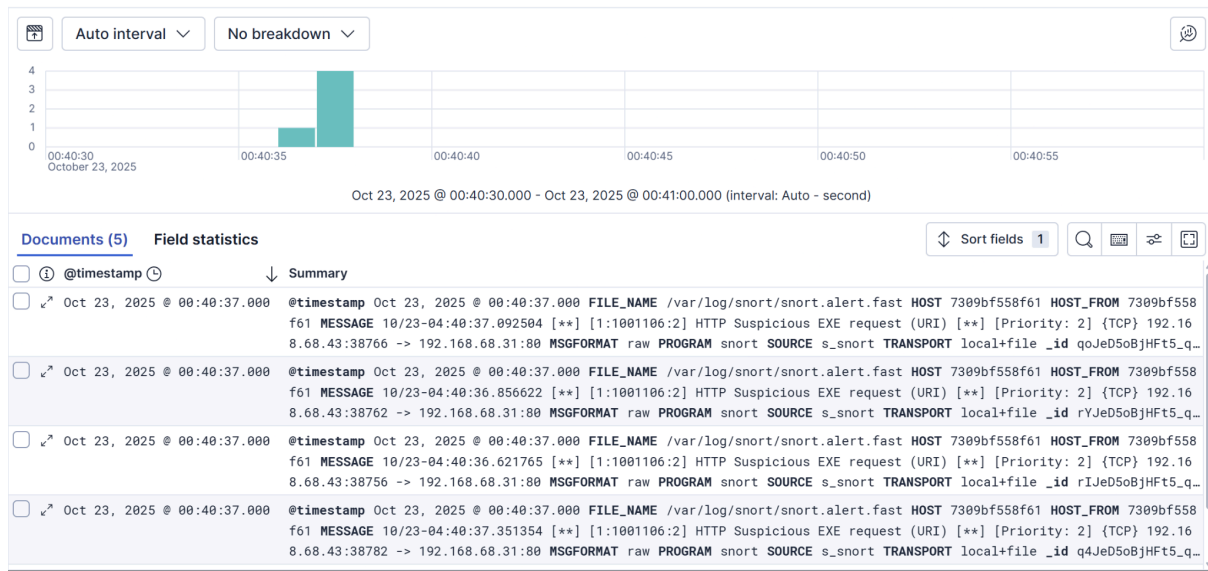 Auto interval
No breakdown
4
3
2
1
0
00:40:30
October 23, 2025
00:40:35
00:40:40
00:40:45
00:40:50
00:40:55
Oct 23, 2025 @ 00:40:30.000 - Oct 23, 2025 @ 00:41:00.000 (interval: Auto - second)
Documents (5) Field statistics
Sort fields 1
@timestamp Summary
Oct 23, 2025 @ 00:40:37.000 @timestamp Oct 23, 2025 @ 00:40:37.000 FILE_NAME /var/log/snort/snort.alert.fast HOST 7309bf558f61 HOST_FROM 7309bf558
f61 MESSAGE 10/23-04:40:37.092504 [**] [1:1001106:2] HTTP Suspicious EXE request (URI) [**] [Priority: 2] {TCP} 192.16
8.68.43:38766 -> 192.168.68.31:80 MSGFORMAT raw PROGRAM snort SOURCE s_snort TRANSPORT local+file _id qoJeD5oBjHFt5_q…
Oct 23, 2025 @ 00:40:37.000 @timestamp Oct 23, 2025 @ 00:40:37.000 FILE_NAME /var/log/snort/snort.alert.fast HOST 7309bf558f61 HOST_FROM 7309bf558
f61 MESSAGE 10/23-04:40:36.856622 [**] [1:1001106:2] HTTP Suspicious EXE request (URI) [**] [Priority: 2] {TCP} 192.16
8.68.43:38762 -> 192.168.68.31:80 MSGFORMAT raw PROGRAM snort SOURCE s_snort TRANSPORT local+file _id rYJeD5oBjHFt5_q…
Oct 23, 2025 @ 00:40:37.000 @timestamp Oct 23, 2025 @ 00:40:37.000 FILE_NAME /var/log/snort/snort.alert.fast HOST 7309bf558f61 HOST_FROM 7309bf558
f61 MESSAGE 10/23-04:40:36.621765 [**] [1:1001106:2] HTTP Suspicious EXE request (URI) [**] [Priority: 2] {TCP} 192.16
8.68.43:38756 -> 192.168.68.31:80 MSGFORMAT raw PROGRAM snort SOURCE s_snort TRANSPORT local+file _id rIJeD5oBjHFt5_q…
Oct 23, 2025 @ 00:40:37.000 @timestamp Oct 23, 2025 @ 00:40:37.000 FILE_NAME /var/log/snort/snort.alert.fast HOST 7309bf558f61 HOST_FROM 7309bf558
f61 MESSAGE 10/23-04:40:37.351354 [**] [1:1001106:2] HTTP Suspicious EXE request (URI) [**] [Priority: 2] {TCP} 192.16
8.68.43:38782 -> 192.168.68.31:80 MSGFORMAT raw PROGRAM snort SOURCE s_snort TRANSPORT local+file _id q4JeD5oBjHFt5_q…